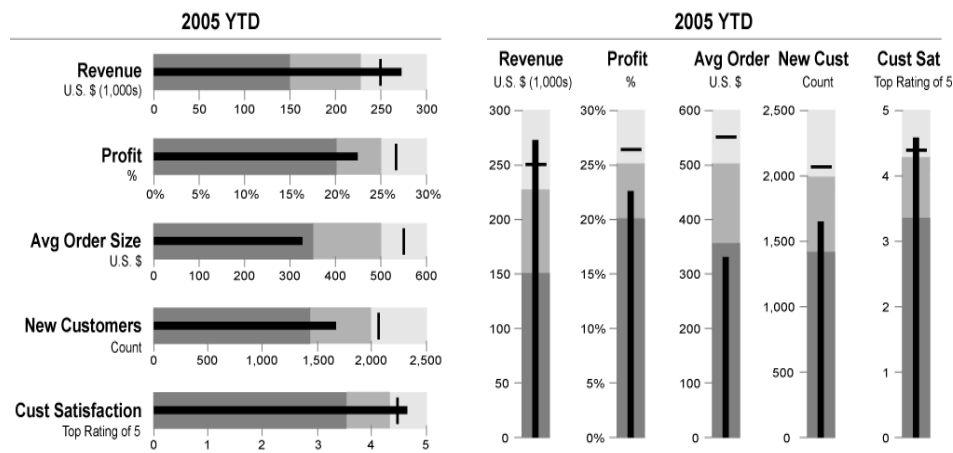 2005 YTD
Revenue
U.S. $ (1,000s)
0 50 100 150 200 250 300
Profit
%
0% 5% 10% 15% 20% 25% 30%
Avg Order Size
U.S. $
0 100 200 300 400 500 600
New Customers
Count
0 500 1,000 1,500 2,000 2,500
Cust Satisfaction
Top Rating of 5
0 1 2 3 4 5
2005 YTD
Revenue Profit Avg Order New Cust Cust Sat
U.S. $ (1,000s) % U.S. $ Count Top Rating of 5
300 30% 600 2,500 5
250 25% 500 2,000 4
200 20% 400 1,500 3
150 15% 300 1,000 2
100 10% 200 500 1
50 5% 100
0 0% 0 0 0